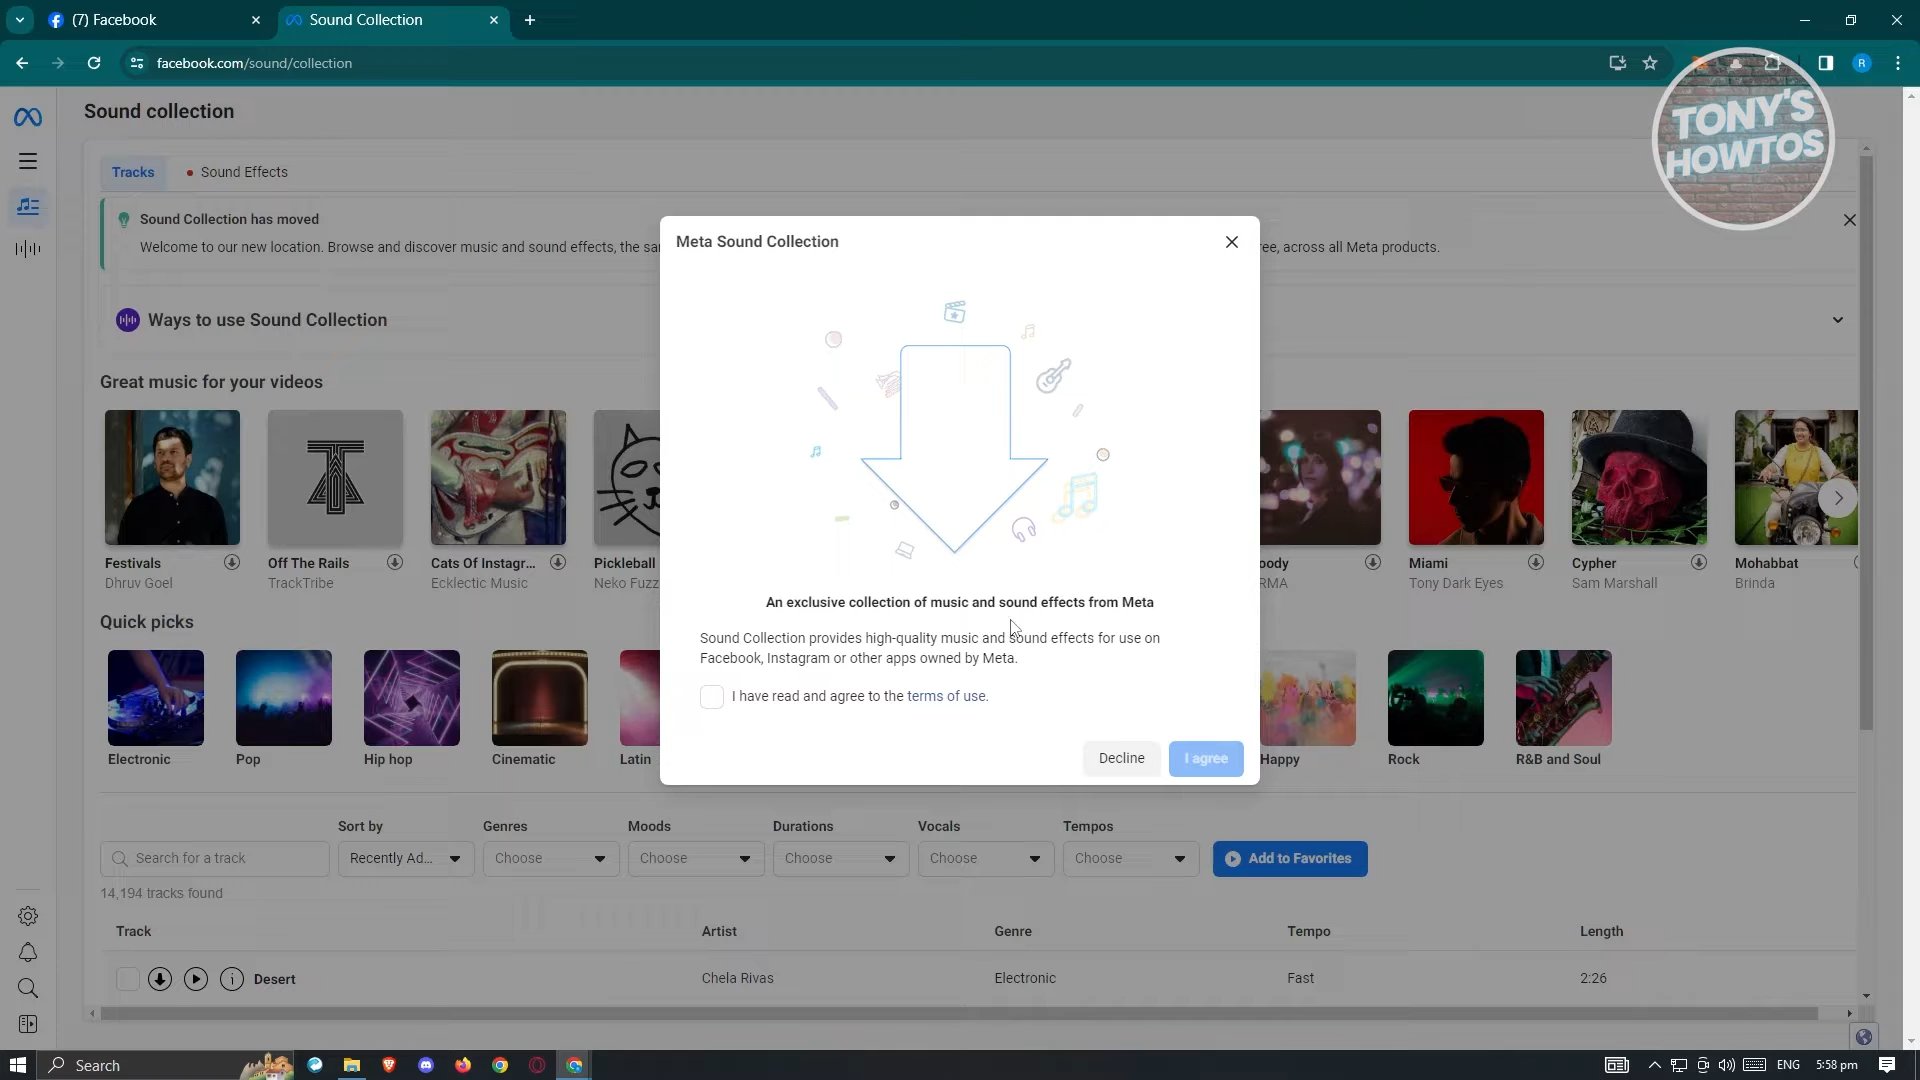 (7) Facebook
Sound Collection
facebook.com/sound/collection
R
TONY'S
HOWTOS
Sound collection
Tracks
Sound Effects
Sound Collection has moved
Welcome to our new location. Browse and discover music and sound effects, the
ree, across all Meta products.
Ways to use Sound Collection
Great music for your videos
Festivals
Dhruv Goel
Off The Rails
TrackTribe
Cats Of Instagr...
Ecklectic Music
Pickleball
Neko Fuzz
oody
RMA
Miami
Tony Dark Eyes
Cypher
Sam Marshall
Mohabbat
Brinda
Meta Sound Collection
An exclusive collection of music and sound effects from Meta
Sound Collection provides high-quality music and sound effects for use on
Facebook, Instagram or other apps owned by Meta.
I have read and agree to the terms of use.
Decline
I agree
Quick picks
Electronic
Pop
Hip hop
Cinematic
Latin
Happy
Rock
R&B and Soul
Sort by
Genres
Moods
Durations
Vocals
Tempos
Search for a track
Recently Ad...
Choose
Choose
Choose
Choose
Choose
Add to Favorites
14,194 tracks found
Track
Artist
Genre
Tempo
Length
Desert
Chela Rivas
Electronic
Fast
2:26
Search
ENG
5:58 pm